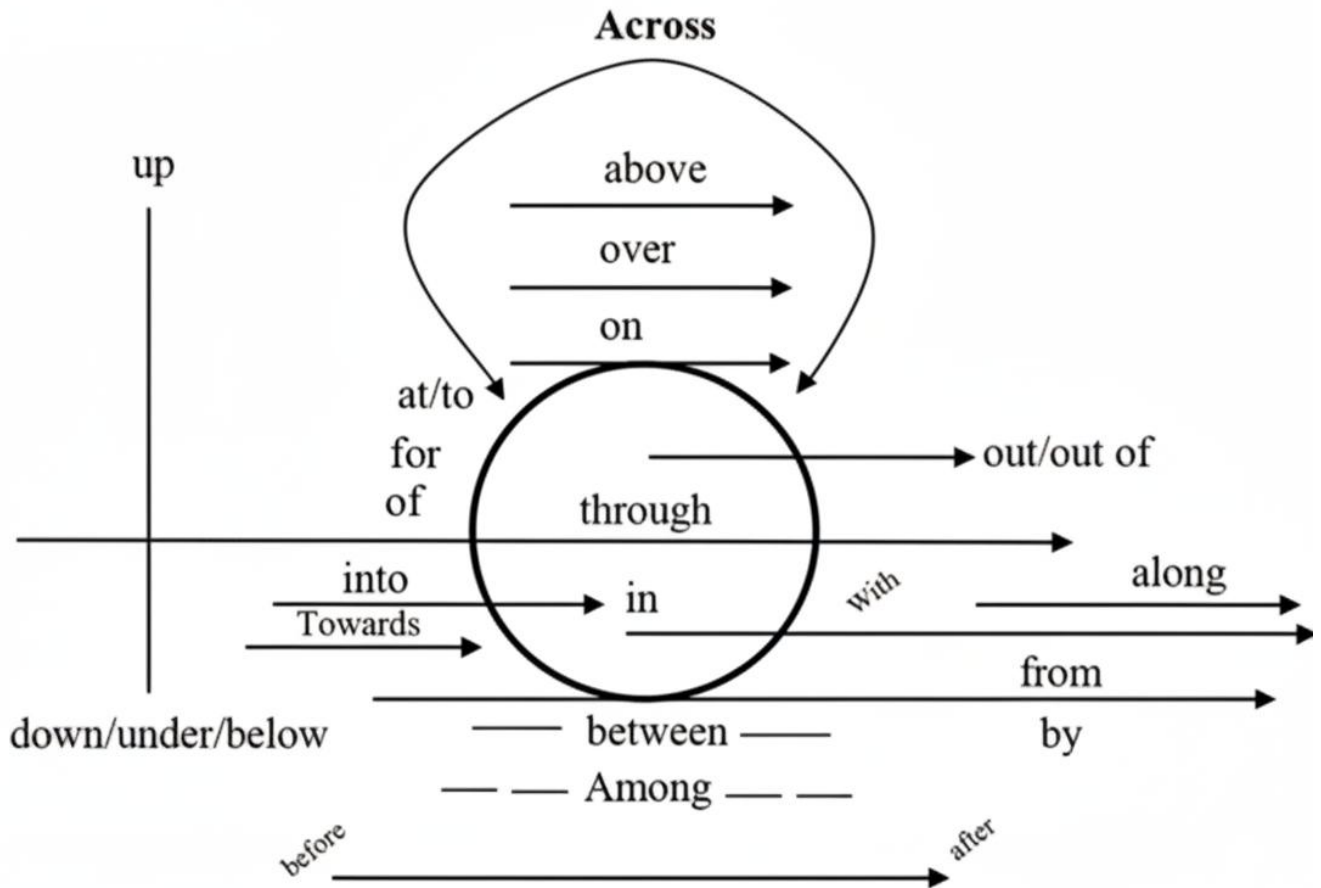 Across
up
above
over
on
at/to
for
of
out/out of
through
into
in
With
along
Towards
from
down/under/below
between
by
Among
before
after